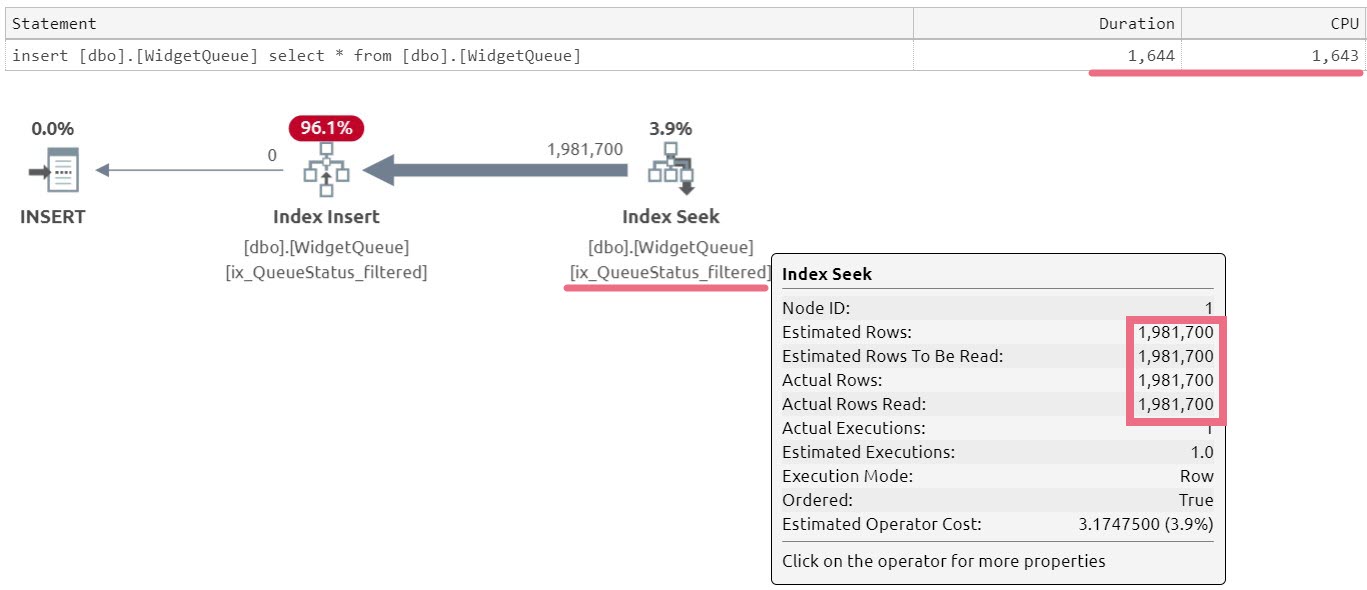 Statement Duration CPU
insert [dbo].[WidgetQueue] select * from [dbo].[WidgetQueue] 1,644 1,643
0.0% 96.1% 3.9%
0 1,981,700
INSERT Index Insert Index Seek
[dbo].[WidgetQueue] [dbo].[WidgetQueue]
[ix_QueueStatus_filtered] [ix_QueueStatus_filtered]
Index Seek
Node ID: 1
Estimated Rows: 1,981,700
Estimated Rows To Be Read: 1,981,700
Actual Rows: 1,981,700
Actual Rows Read: 1,981,700
Actual Executions: 1
Estimated Executions: 1.0
Execution Mode: Row
Ordered: True
Estimated Operator Cost: 3.1747500 (3.9%)
Click on the operator for more properties